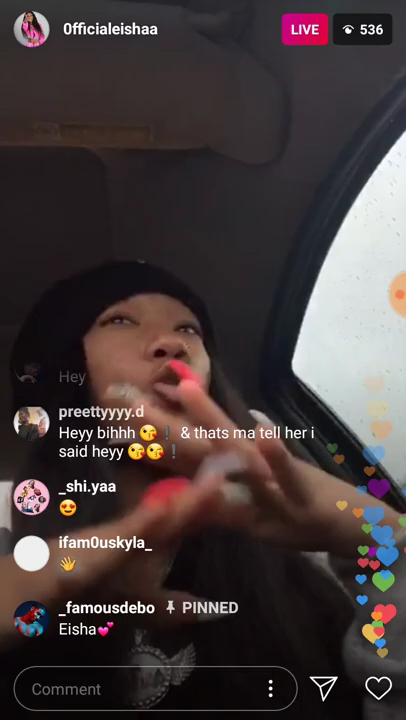 0fficialeishaa
LIVE
536
Hey
preettyyyy.d
Heyy bihhh 😘❕ & thats ma tell her i
said heyy 😘😘❕
_shi.yaa
😍
ifam0uskyla_
👋
_famousdebo PINNED
Eisha💕
Comment